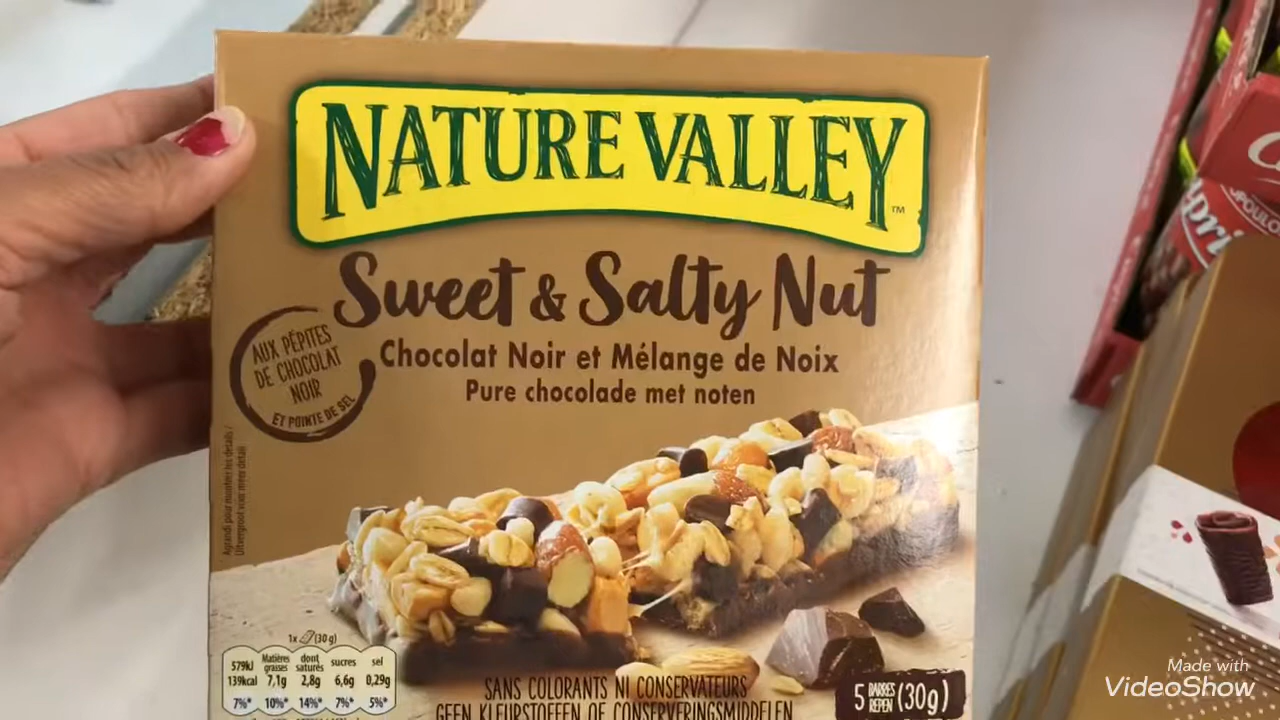 NATURE VALLEY™
Sweet & Salty Nut
Chocolat Noir et Mélange de Noix
Pure chocolade met noten
AUX PÉPITES
DE CHOCOLAT
NOIR
ET POINTE DE SEL
Agrandi pour montrer les détails /
Uitvergroot voor meer detail
1x (30 g)
579kJ
139kcal
7%*
Matières
grasses
7,1g
10%*
dont
saturés
2,8g
14%*
sucres
6,6g
7%*
sel
0,29g
5%*
SANS COLORANTS NI CONSERVATEURS
GEEN KLEURSTOFFEN OF CONSERVERINGSMIDDELEN
5 BARRES REPEN (30g)
Made with
VideoShow